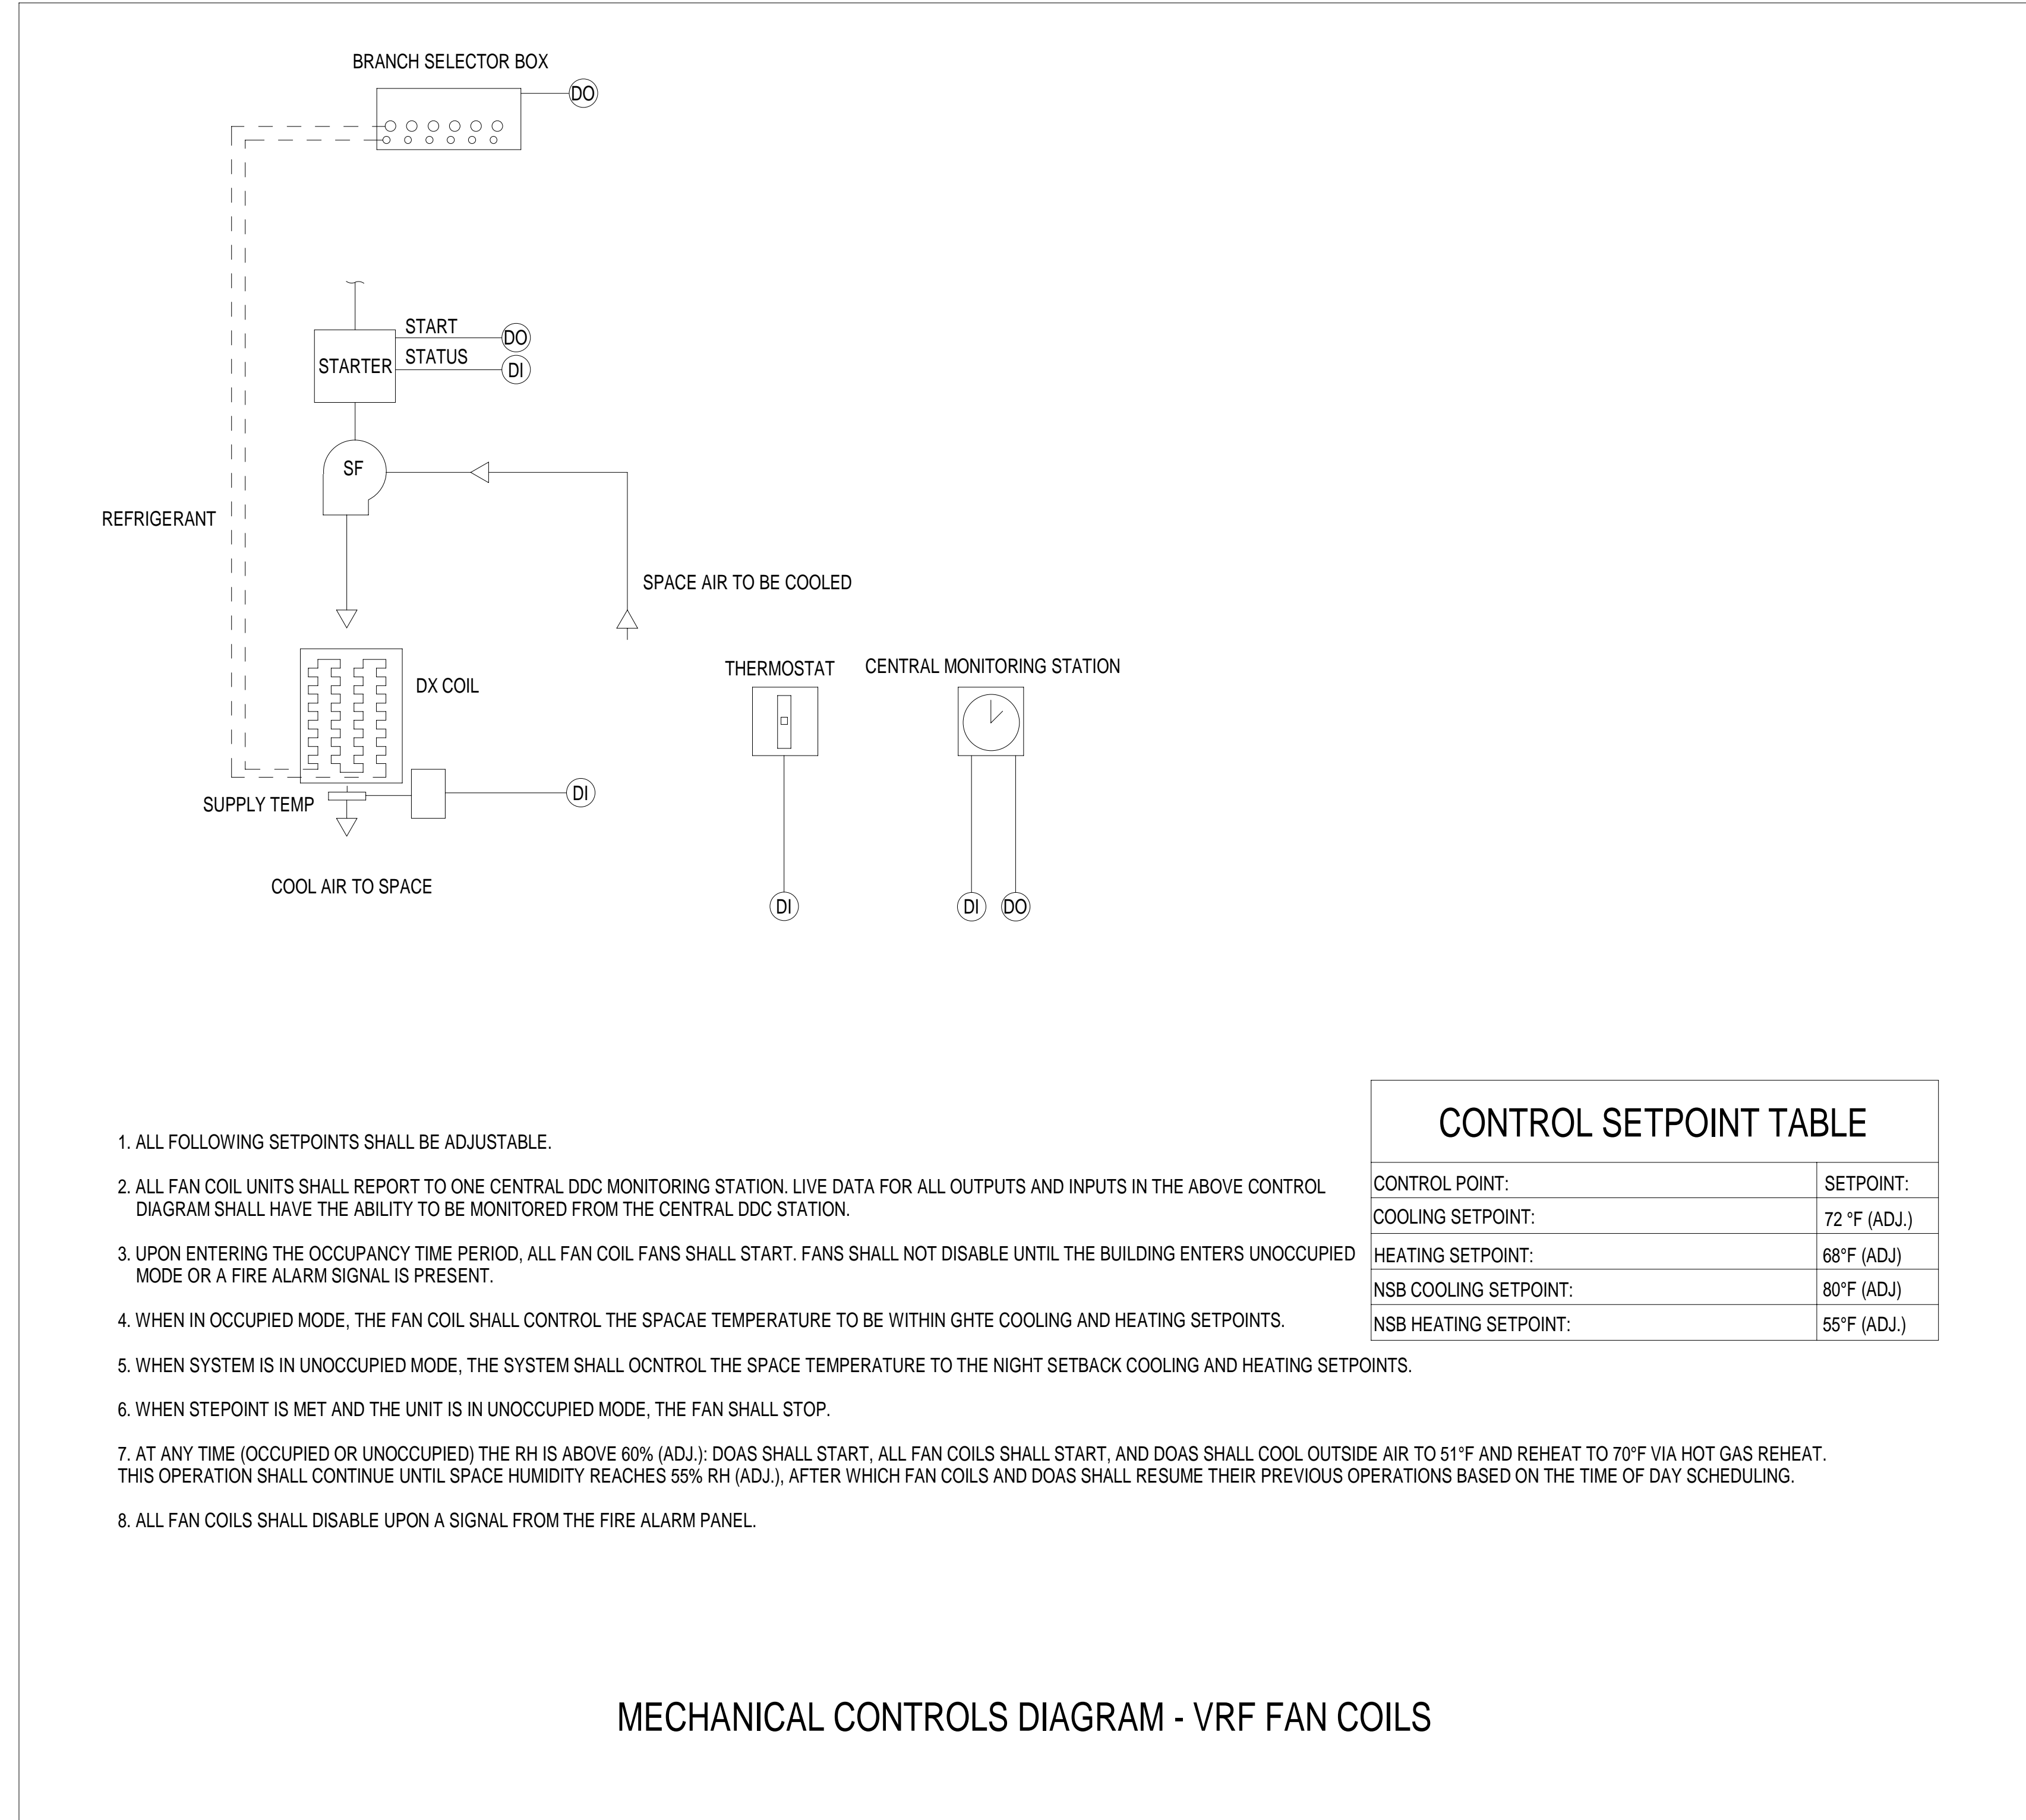 BRANCH SELECTOR BOX
DO
START
DO
STARTER
STATUS
DI
SF
REFRIGERANT
SPACE AIR TO BE COOLED
THERMOSTAT
CENTRAL MONITORING STATION
DX COIL
SUPPLY TEMP
DI
COOL AIR TO SPACE
DI
DI
DO
CONTROL SETPOINT TABLE
CONTROL POINT: SETPOINT:
COOLING SETPOINT: 72 °F (ADJ.)
HEATING SETPOINT: 68°F (ADJ)
NSB COOLING SETPOINT: 80°F (ADJ)
NSB HEATING SETPOINT: 55°F (ADJ.)
1. ALL FOLLOWING SETPOINTS SHALL BE ADJUSTABLE.
2. ALL FAN COIL UNITS SHALL REPORT TO ONE CENTRAL DDC MONITORING STATION. LIVE DATA FOR ALL OUTPUTS AND INPUTS IN THE ABOVE CONTROL
DIAGRAM SHALL HAVE THE ABILITY TO BE MONITORED FROM THE CENTRAL DDC STATION.
3. UPON ENTERING THE OCCUPANCY TIME PERIOD, ALL FAN COIL FANS SHALL START. FANS SHALL NOT DISABLE UNTIL THE BUILDING ENTERS UNOCCUPIED
MODE OR A FIRE ALARM SIGNAL IS PRESENT.
4. WHEN IN OCCUPIED MODE, THE FAN COIL SHALL CONTROL THE SPACAE TEMPERATURE TO BE WITHIN GHTE COOLING AND HEATING SETPOINTS.
5. WHEN SYSTEM IS IN UNOCCUPIED MODE, THE SYSTEM SHALL OCNTROL THE SPACE TEMPERATURE TO THE NIGHT SETBACK COOLING AND HEATING SETPOINTS.
6. WHEN STEPOINT IS MET AND THE UNIT IS IN UNOCCUPIED MODE, THE FAN SHALL STOP.
7. AT ANY TIME (OCCUPIED OR UNOCCUPIED) THE RH IS ABOVE 60% (ADJ.): DOAS SHALL START, ALL FAN COILS SHALL START, AND DOAS SHALL COOL OUTSIDE AIR TO 51°F AND REHEAT TO 70°F VIA HOT GAS REHEAT.
THIS OPERATION SHALL CONTINUE UNTIL SPACE HUMIDITY REACHES 55% RH (ADJ.), AFTER WHICH FAN COILS AND DOAS SHALL RESUME THEIR PREVIOUS OPERATIONS BASED ON THE TIME OF DAY SCHEDULING.
8. ALL FAN COILS SHALL DISABLE UPON A SIGNAL FROM THE FIRE ALARM PANEL.
MECHANICAL CONTROLS DIAGRAM - VRF FAN COILS